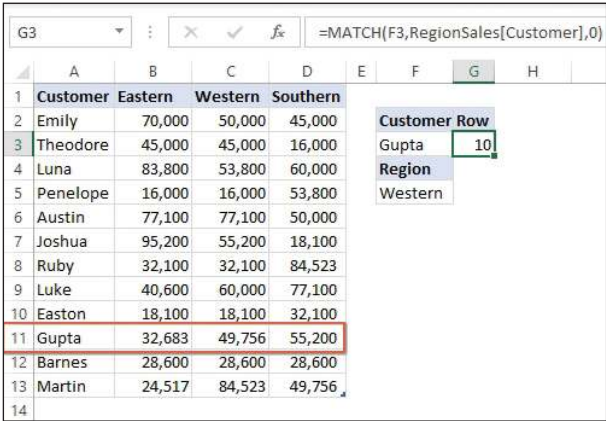 G3 fx =MATCH(F3,RegionSales[Customer],0)
A B C D E F G H
1 Customer Eastern Western Southern
2 Emily 70,000 50,000 45,000 Customer Row
3 Theodore 45,000 45,000 16,000 Gupta 10
4 Luna 83,800 53,800 60,000 Region
5 Penelope 16,000 16,000 53,800 Western
6 Austin 77,100 77,100 50,000
7 Joshua 95,200 55,200 18,100
8 Ruby 32,100 32,100 84,523
9 Luke 40,600 60,000 77,100
10 Easton 18,100 18,100 32,100
11 Gupta 32,683 49,756 55,200
12 Barnes 28,600 28,600 28,600
13 Martin 24,517 84,523 49,756
14